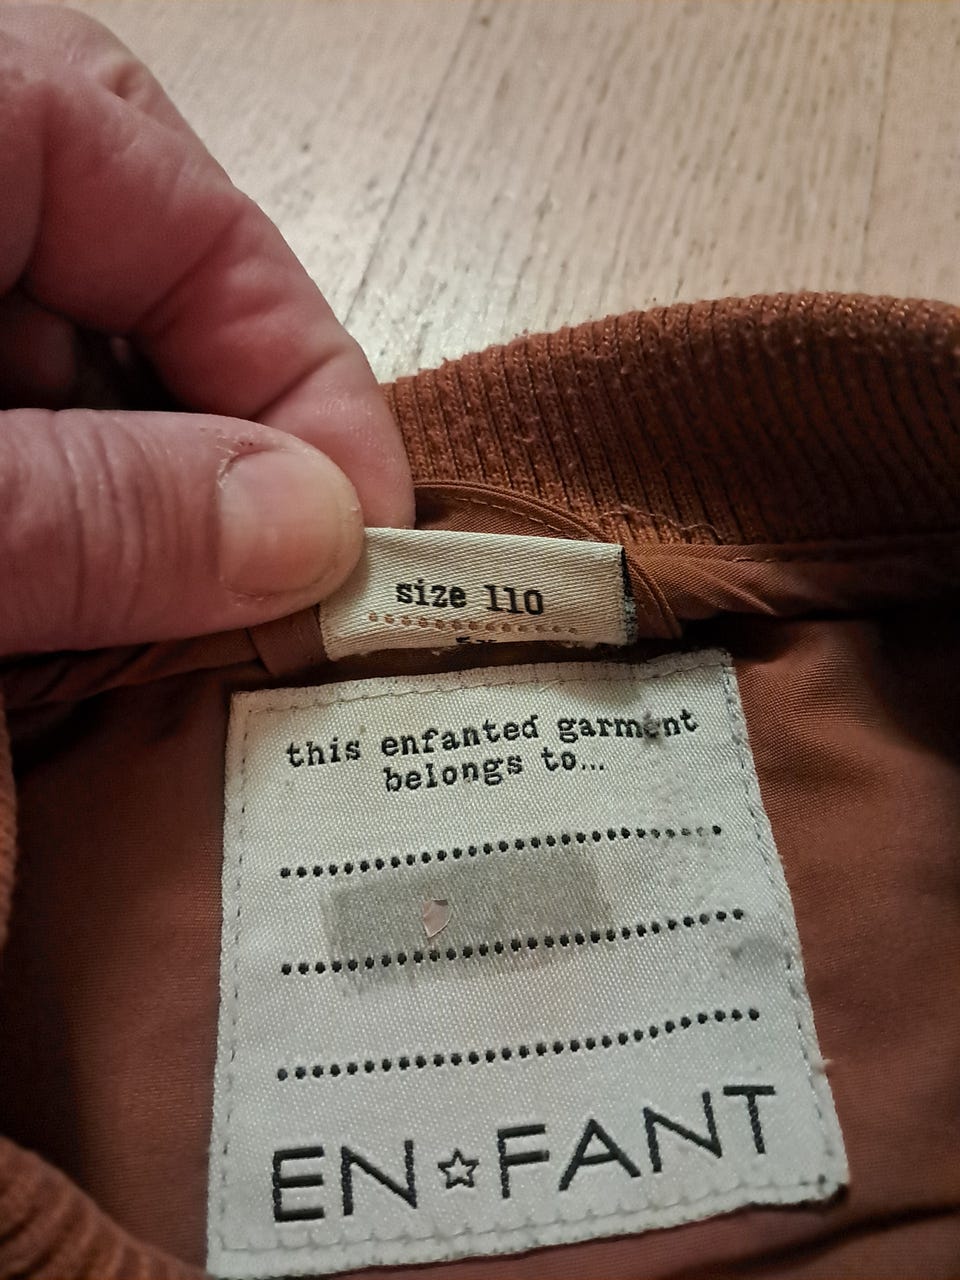 size 110
this enfanted garment
belongs to...
EN☆FANT